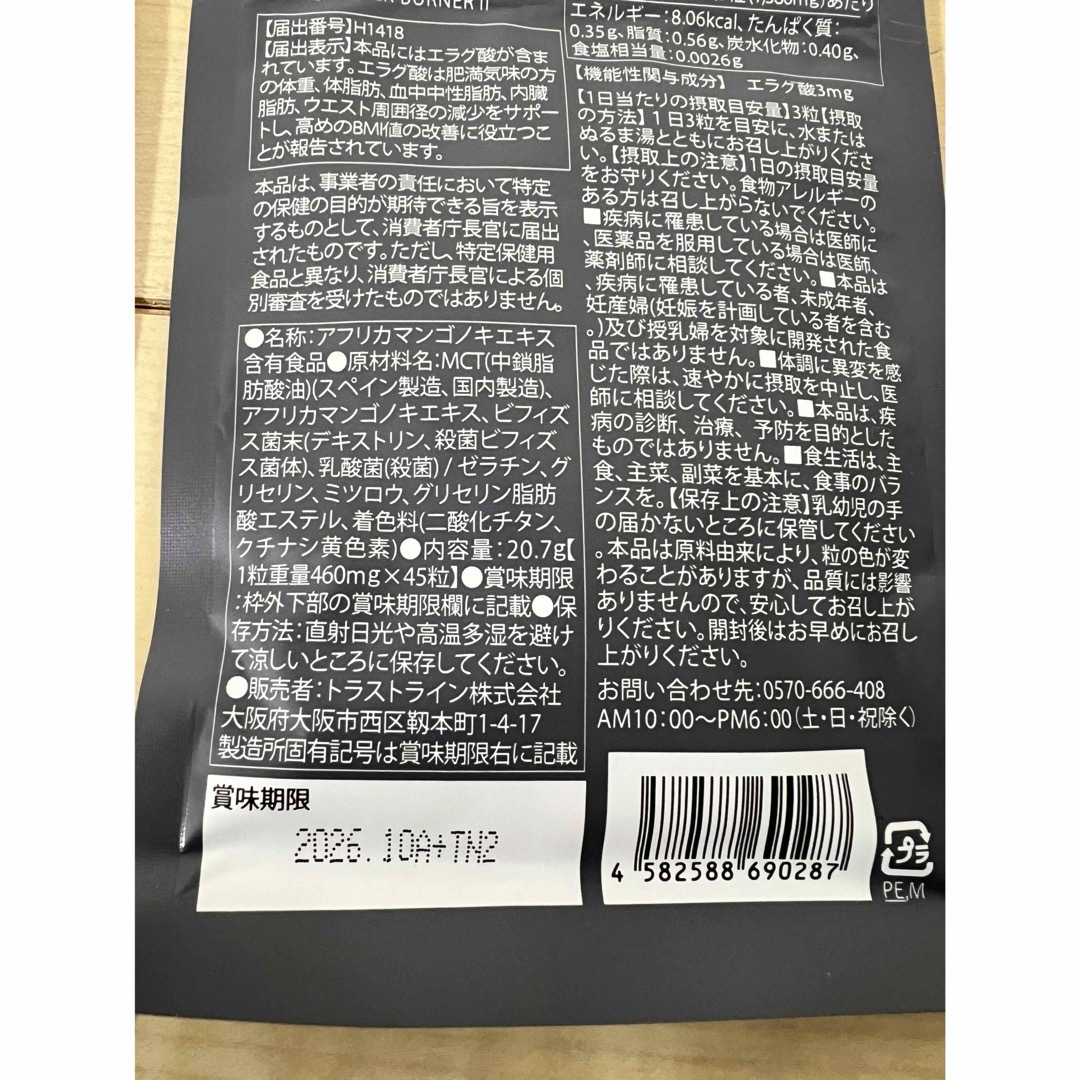 BURNER II
【届出番号】H1418
【届出表示】本品にはエラグ酸が含ま
れています。エラグ酸は肥満気味の方
の体重、体脂肪、血中中性脂肪、内臓
脂肪、ウエスト周囲径の減少をサポー
トし、高めのBMI値の改善に役立つこ
とが報告されています。
本品は、事業者の責任において特定
の保健の目的が期待できる旨を表示
するものとして、消費者庁長官に届出
されたものです。ただし、特定保健用
食品と異なり、消費者庁長官による個
別審査を受けたものではありません。
●名称:アフリカマンゴノキエキス
含有食品●原材料名:MCT(中鎖脂
肪酸油)(スペイン製造、国内製造)、
アフリカマンゴノキエキス、ビフィズ
ス菌末(デキストリン、殺菌ビフィズ
ス菌体)、乳酸菌(殺菌) / ゼラチン、グ
リセリン、ミツロウ、グリセリン脂肪
酸エステル、着色料(二酸化チタン、
クチナシ黄色素)●内容量:20.7g【
1粒重量460mg×45粒】●賞味期限
:枠外下部の賞味期限欄に記載●保
存方法:直射日光や高温多湿を避け
て涼しいところに保存してください。
●販売者:トラストライン株式会社
大阪府大阪市西区靱本町1-4-17
製造所固有記号は賞味期限右に記載
賞味期限
2026.10A+TN2
あたり
エネルギー:8.06kcal、たんぱく質:
0.35g、脂質:0.56g、炭水化物:0.40g、
食塩相当量:0.0026g
【機能性関与成分】 エラグ酸3mg
【1日当たりの摂取目安量】3粒【摂取
の方法】1日3粒を目安に、水または
ぬるま湯とともにお召し上がりくださ
い。【摂取上の注意】1日の摂取目安量
をお守りください。食物アレルギーの
ある方は召し上がらないでください。
■疾病に罹患している場合は医師に
、医薬品を服用している場合は医師、
薬剤師に相談してください。■本品は
、疾病に罹患している者、未成年者、
妊産婦(妊娠を計画している者を含む
。)及び授乳婦を対象に開発された食
品ではありません。■体調に異変を感
じた際は、速やかに摂取を中止し、医
師に相談してください。■本品は、疾
病の診断、治療、予防を目的とした
ものではありません。■食生活は、主
食、主菜、副菜を基本に、食事のバラ
ンスを。【保存上の注意】乳幼児の手
の届かないところに保管してください
。本品は原料由来により、粒の色が変
わることがありますが、品質には影響
ありませんので、安心してお召し上が
りください。開封後はお早めにお召し
上がりください。
お問い合わせ先:0570-666-408
AM10:00〜PM6:00(土・日・祝除く)
4 582588 690287
プラ
PE,M